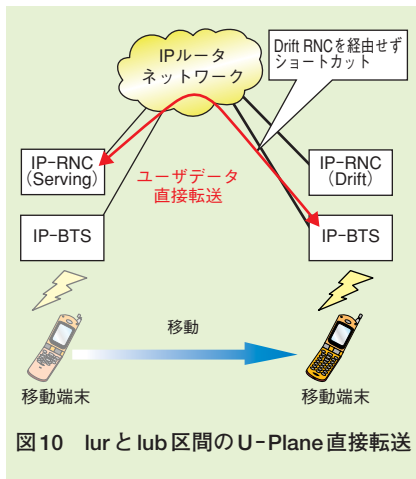 IPルータ
ネットワーク
Drift RNCを経由せず
ショートカット
IP-RNC
(Serving)
ユーザデータ
直接転送
IP-RNC
(Drift)
IP-BTS
IP-BTS
移動
移動端末
移動端末
図10 IurとIub区間のU-Plane直接転送